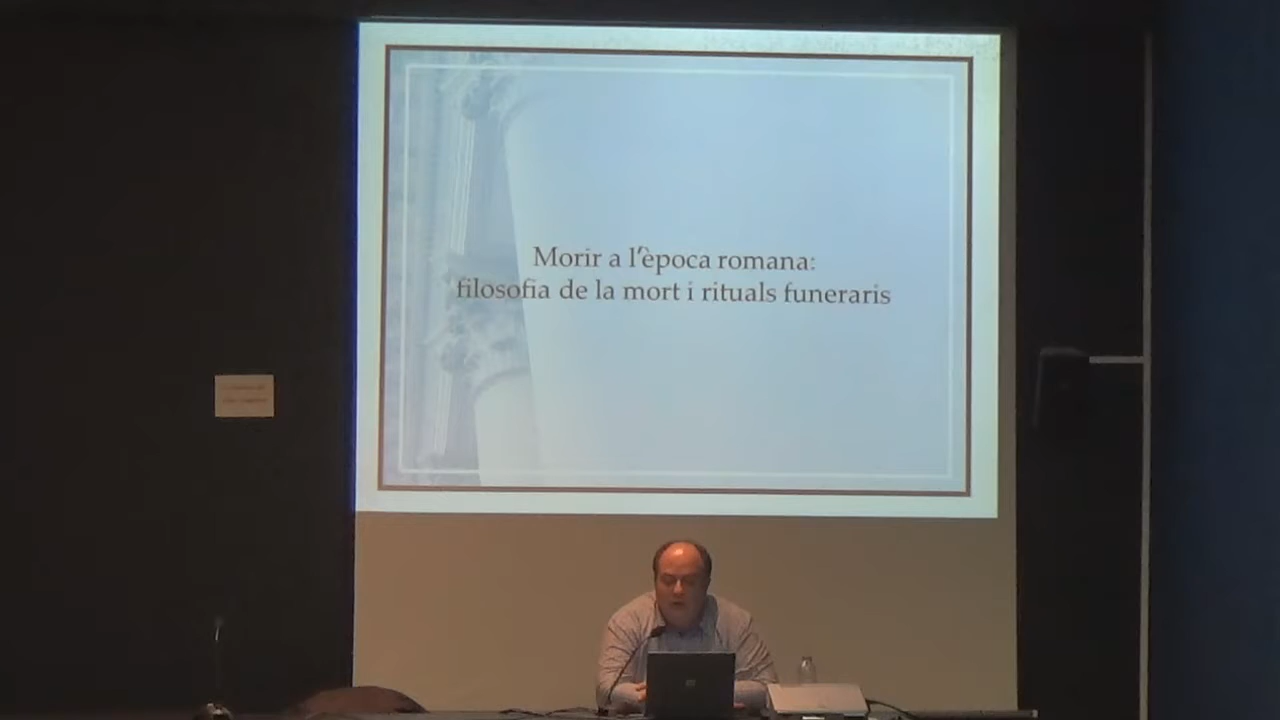 Morir a l'època romana:
filosofia de la mort i rituals funeraris